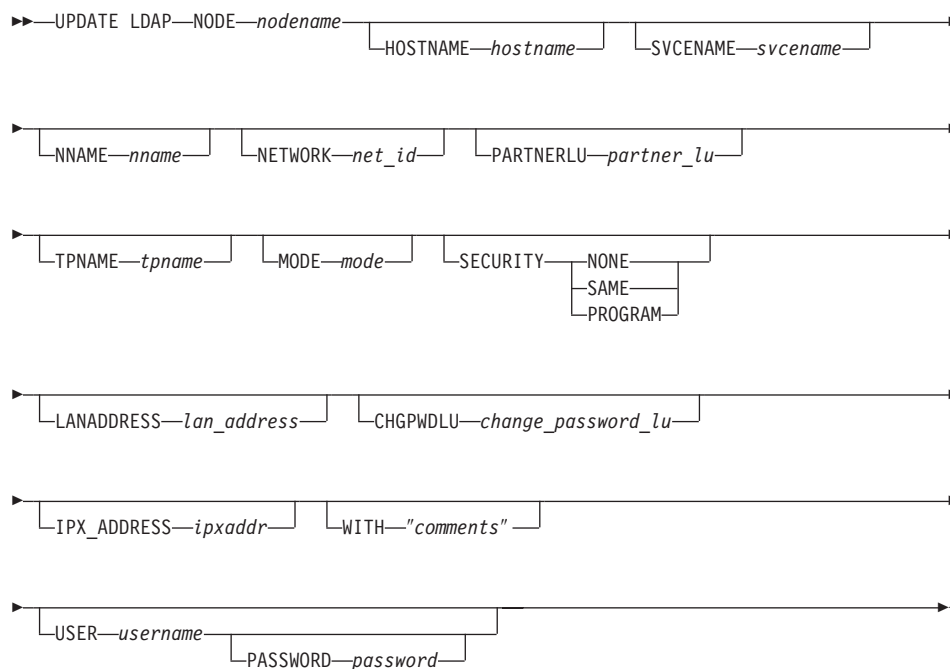 UPDATE LDAP NODE nodename
HOSTNAME hostname SVCENAME svcename
NNAME nname NETWORK net_id PARTNERLU partner_lu
TPNAME tpname MODE mode SECURITY NONE
SAME
PROGRAM
LANADDRESS lan_address CHGPWDLU change_password_lu
IPX_ADDRESS ipxaddr WITH "comments"
USER username
PASSWORD password